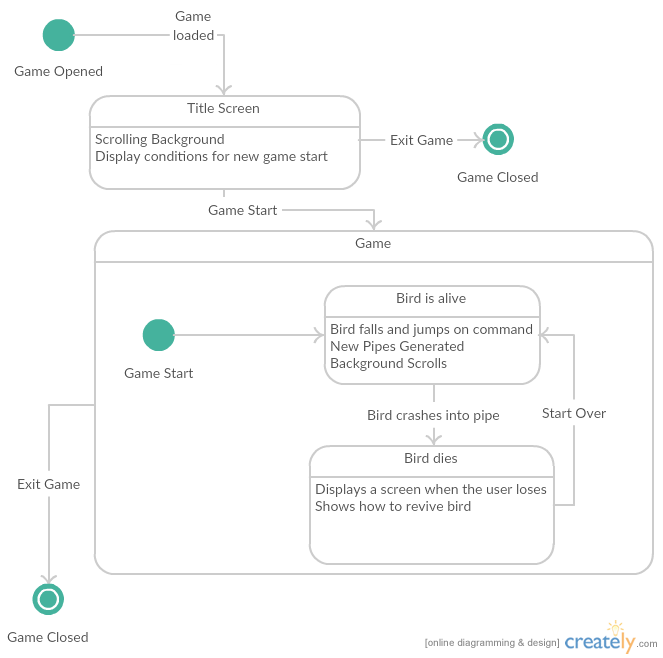 Game
loaded
Game Opened
Title Screen
Scrolling Background
Display conditions for new game start
Exit Game
Game Closed
Game Start
Game
Bird is alive
Bird falls and jumps on command
New Pipes Generated
Background Scrolls
Game Start
Bird crashes into pipe
Start Over
Bird dies
Displays a screen when the user loses
Shows how to revive bird
Exit Game
Game Closed
[online diagramming & design] creately.com